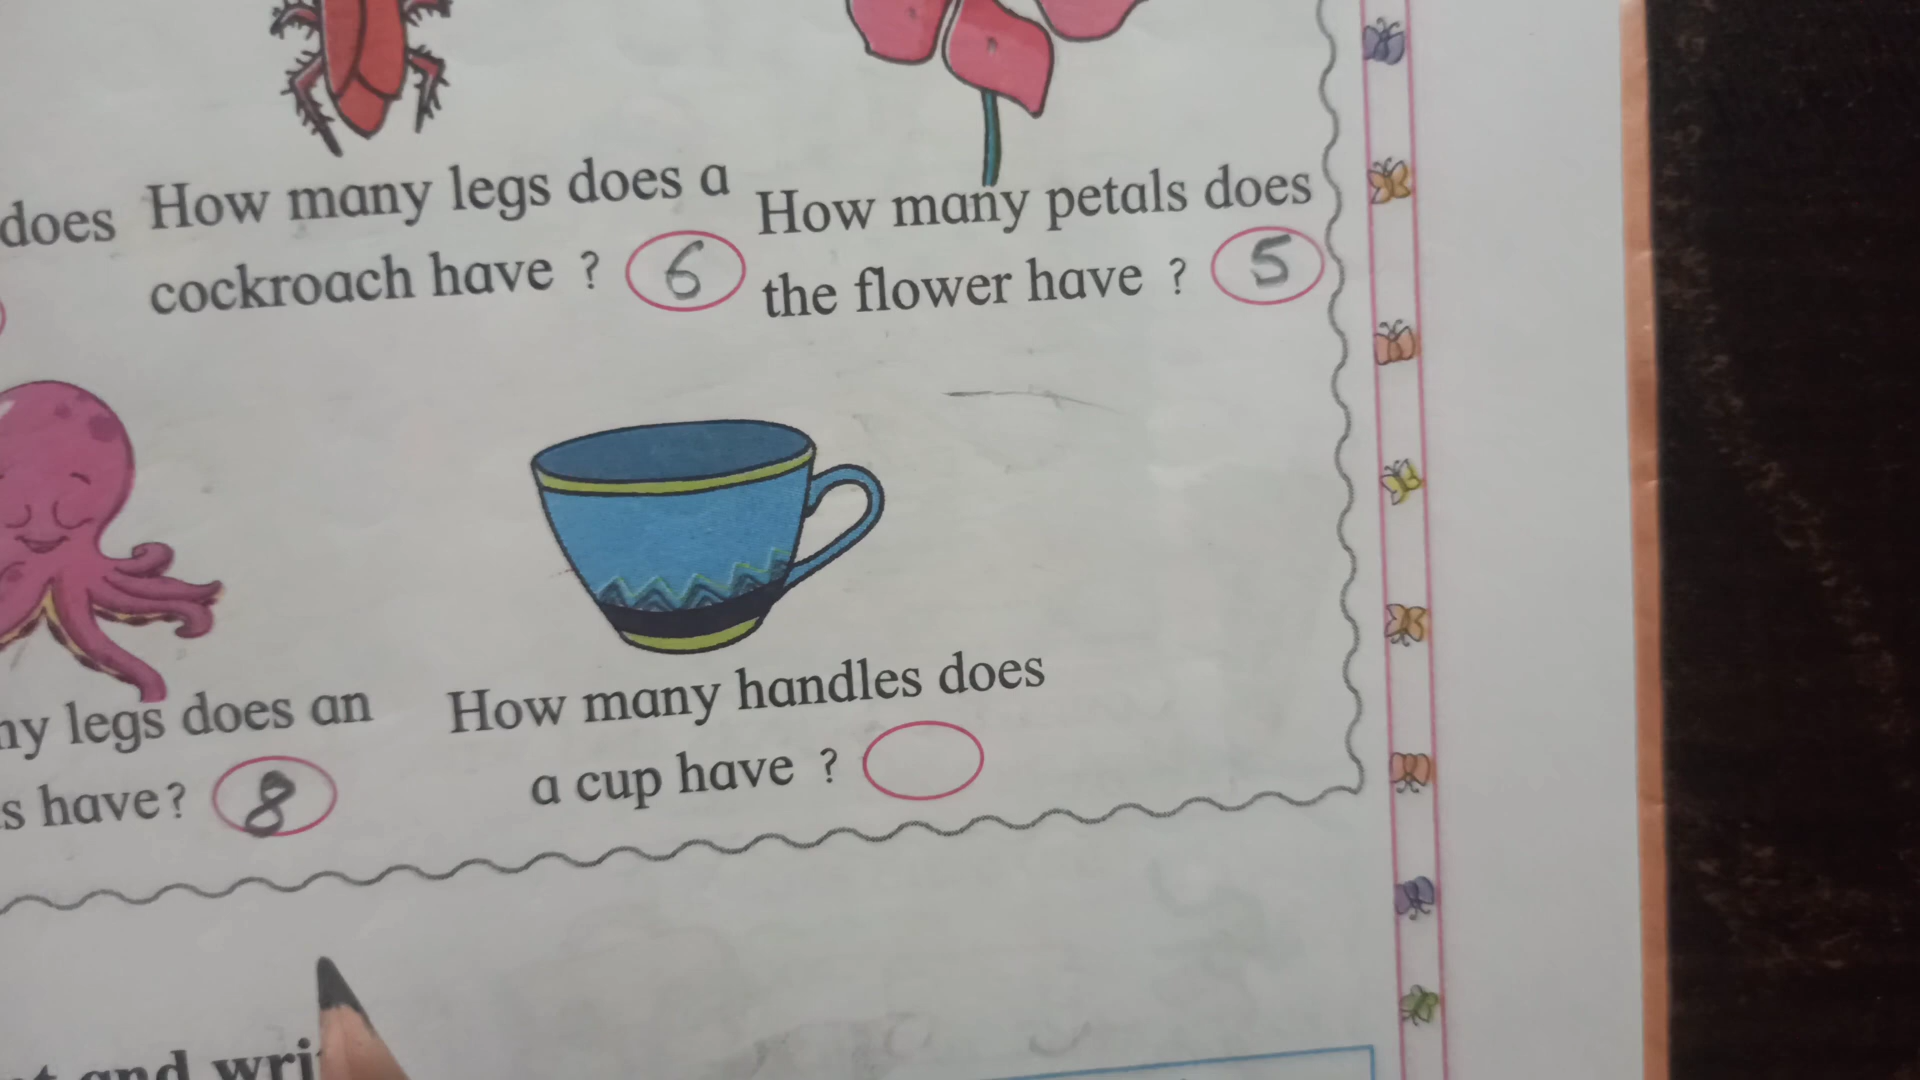 does
How many legs does a
cockroach have ? 6
How many petals does
the flower have ? 5
legs does an
have? 8
How many handles does
a cup have ?
and